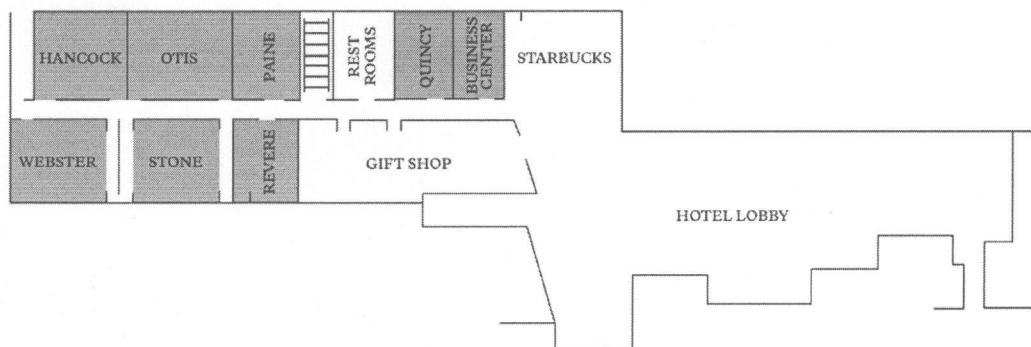 HANCOCK
OTIS
PAINE
REST
ROOMS
QUINCY
BUSINESS
CENTER
STARBUCKS
WEBSTER
STONE
REVERE
GIFT SHOP
HOTEL LOBBY